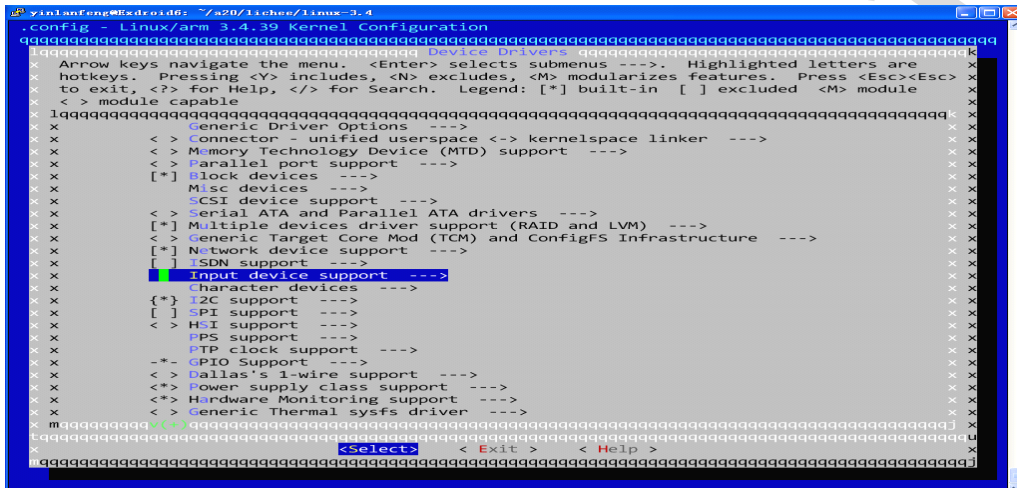 yinlanfeng@Exdroid6: ~/a20/lichee/linux-3.4
.config - Linux/arm 3.4.39 Kernel Configuration
Device Drivers
Arrow keys navigate the menu. <Enter> selects submenus --->. Highlighted letters are
hotkeys. Pressing <Y> includes, <N> excludes, <M> modularizes features. Press <Esc><Esc>
to exit, <?> for Help, </> for Search. Legend: [*] built-in [ ] excluded <M> module
< > module capable
Generic Driver Options --->
< > Connector - unified userspace <-> kernelspace linker --->
< > Memory Technology Device (MTD) support --->
< > Parallel port support --->
[*] Block devices --->
Misc devices --->
SCSI device support --->
< > Serial ATA and Parallel ATA drivers --->
[*] Multiple devices driver support (RAID and LVM) --->
< > Generic Target Core Mod (TCM) and ConfigFS Infrastructure --->
[*] Network device support --->
[ ] ISDN support --->
Input device support --->
Character devices --->
{*} I2C support --->
[ ] SPI support --->
< > HSI support --->
PPS support --->
PTP clock support --->
-*- GPIO Support --->
< > Dallas's 1-wire support --->
<*> Power supply class support --->
<*> Hardware Monitoring support --->
< > Generic Thermal sysfs driver --->
<Select> < Exit > < Help >